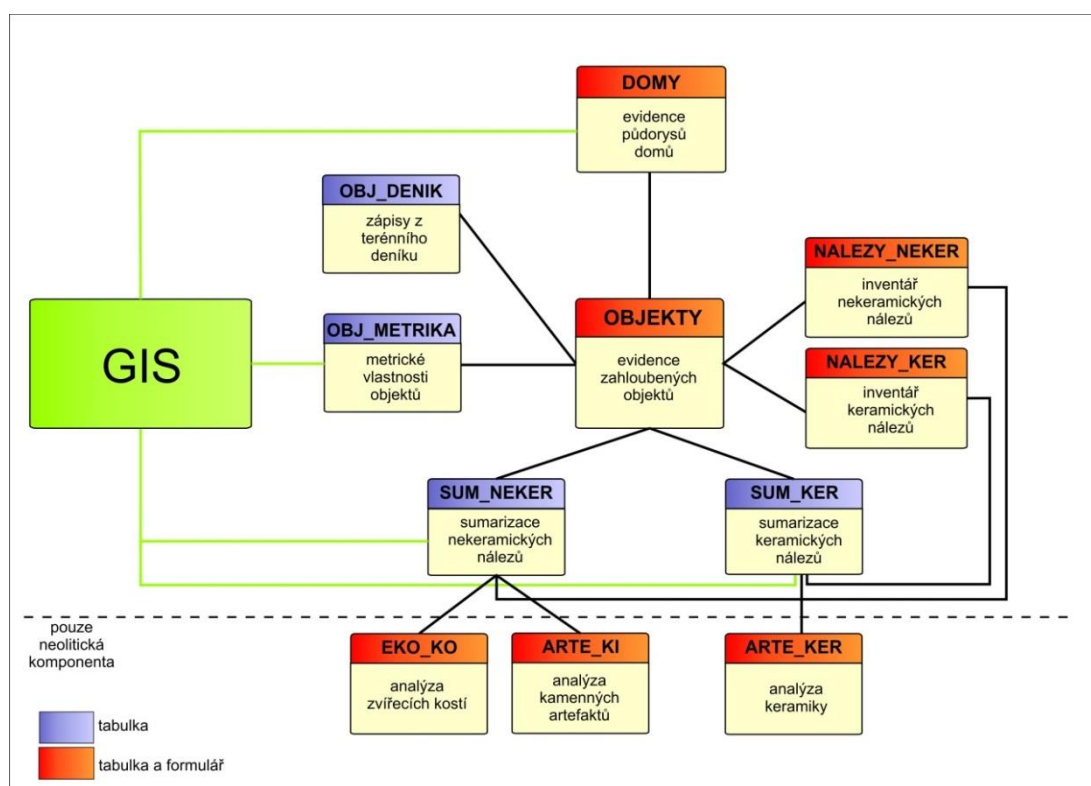 DOMY
evidence
půdorysů
domů
OBJ_DENIK
zápisy z
terénního
deníku
NALEZY_NEKER
inventář
nekeramických
nálezů
GIS
OBJ_METRIKA
metrické
vlastnosti
objektů
OBJEKTY
evidence
zahloubených
objektů
NALEZY_KER
inventář
keramických
nálezů
SUM_NEKER
sumarizace
nekeramických
nálezů
SUM_KER
sumarizace
keramických
nálezů
pouze
neolitická
komponenta
EKO_KO
analýza
zvířecích kostí
ARTE_KI
analýza
kamenných
artefaktů
ARTE_KER
analýza
keramiky
tabulka
tabulka a formulář